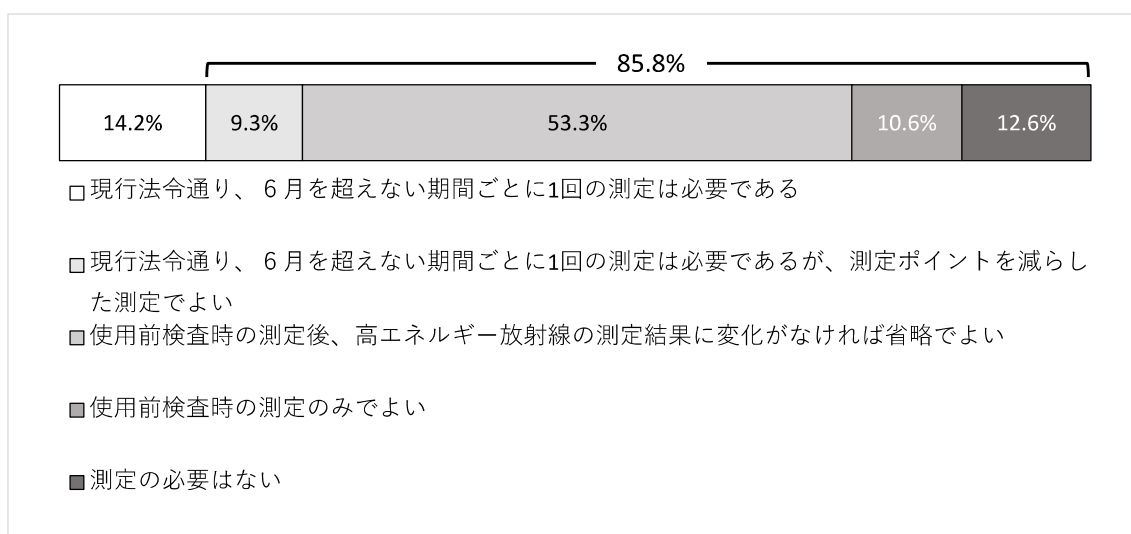 85.8%
14.2% 9.3% 53.3% 10.6% 12.6%
現行法令通り、６月を超えない期間ごとに1回の測定は必要である
現行法令通り、６月を超えない期間ごとに1回の測定は必要であるが、測定ポイントを減らし
た測定でよい
使用前検査時の測定後、高エネルギー放射線の測定結果に変化がなければ省略でよい
使用前検査時の測定のみでよい
測定の必要はない